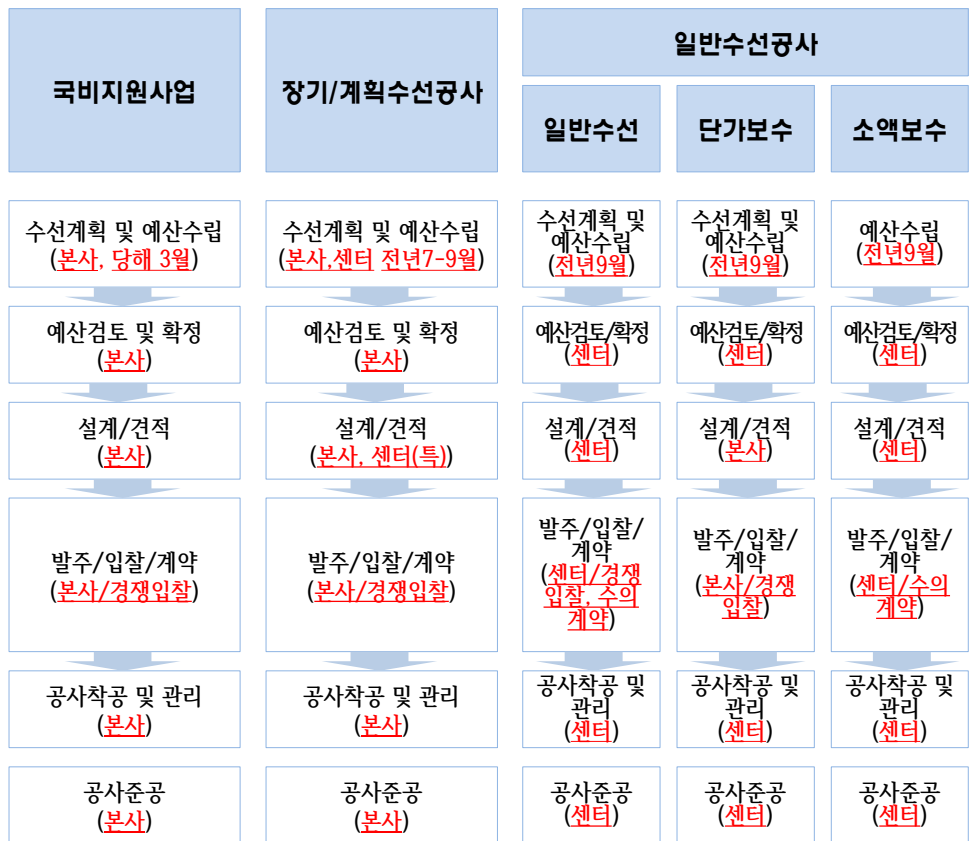 국비지원사업
장기/계획수선공사
일반수선공사
일반수선
단가보수
소액보수
수선계획 및 예산수립
(본사, 당해 3월)
수선계획 및 예산수립
(본사,센터 전년7-9월)
수선계획 및
예산수립
(전년9월)
수선계획 및
예산수립
(전년9월)
예산수립
(전년9월)
예산검토 및 확정
(본사)
예산검토 및 확정
(본사)
예산검토/확정
(센터)
예산검토/확정
(센터)
예산검토/확정
(센터)
설계/견적
(본사)
설계/견적
(본사, 센터(특))
설계/견적
(센터)
설계/견적
(본사)
설계/견적
(센터)
발주/입찰/계약
(본사/경쟁입찰)
발주/입찰/계약
(본사/경쟁입찰)
발주/입찰/
계약
(센터/경쟁
입찰, 수의
계약)
발주/입찰/
계약
(본사/경쟁
입찰)
발주/입찰/
계약
(센터/수의
계약)
공사착공 및 관리
(본사)
공사착공 및 관리
(본사)
공사착공 및
관리
(센터)
공사착공 및
관리
(센터)
공사착공 및
관리
(센터)
공사준공
(본사)
공사준공
(본사)
공사준공
(센터)
공사준공
(센터)
공사준공
(센터)